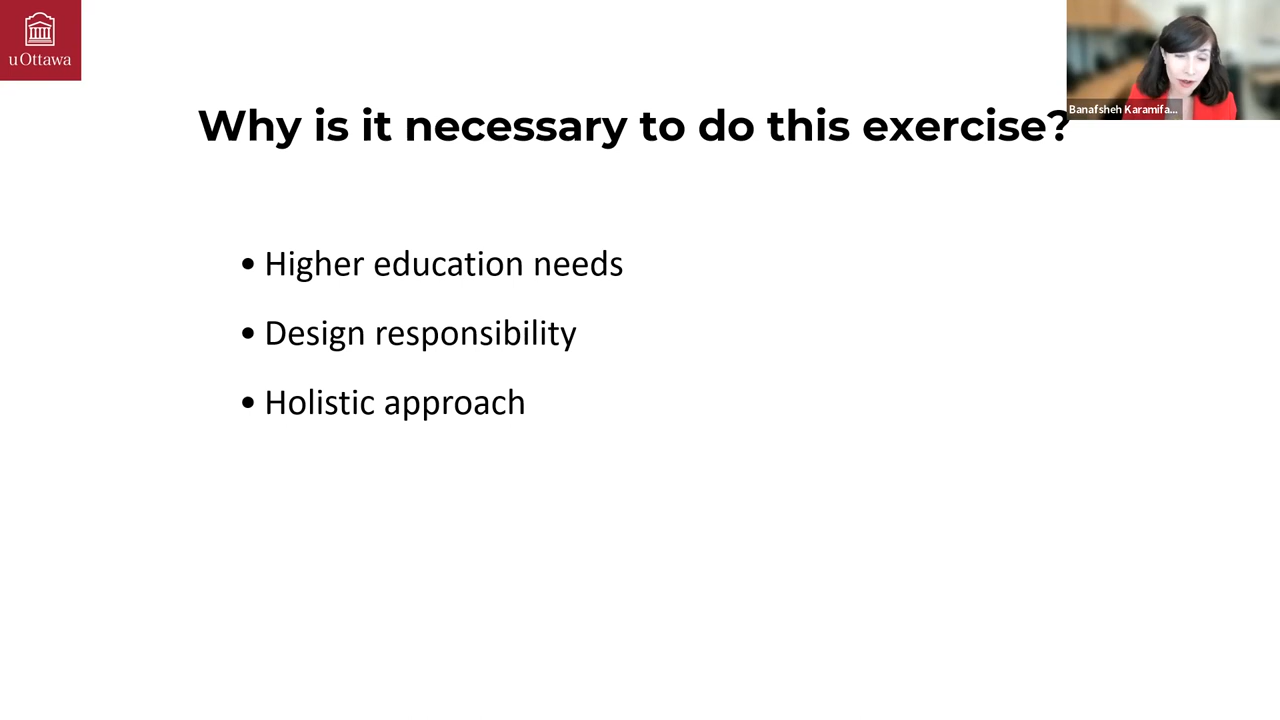 uOttawa
Banafsheh Karamifa...
Why is it necessary to do this exercise?
• Higher education needs
• Design responsibility
• Holistic approach